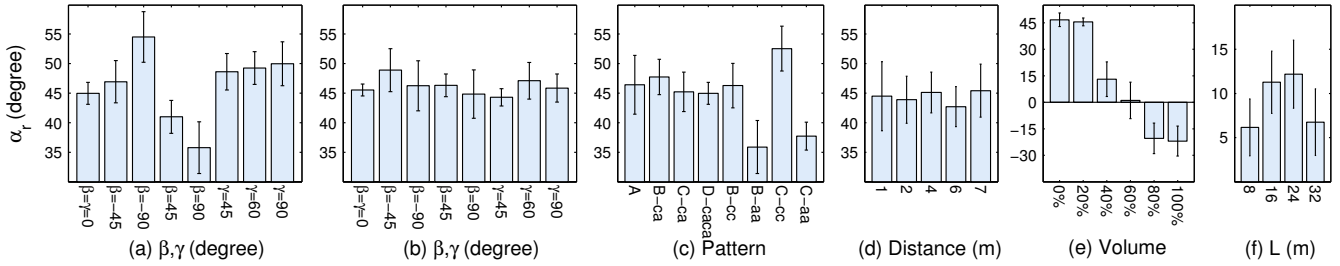 α_r (degree)
55
50
45
40
35
β=γ=0
β=−45
β=−90
β=45
β=90
γ=45
γ=60
γ=90
(a) β,γ (degree)
55
50
45
40
35
β=γ=0
β=−45
β=−90
β=45
β=90
γ=45
γ=60
γ=90
(b) β,γ (degree)
55
50
45
40
35
A
B−ca
C−ca
D−caca
B−cc
B−aa
C−cc
C−aa
(c) Pattern
55
50
45
40
35
1
2
4
6
7
(d) Distance (m)
45
30
15
0
−15
−30
0%
20%
40%
60%
80%
100%
(e) Volume
15
10
5
8
16
24
32
(f) L (m)